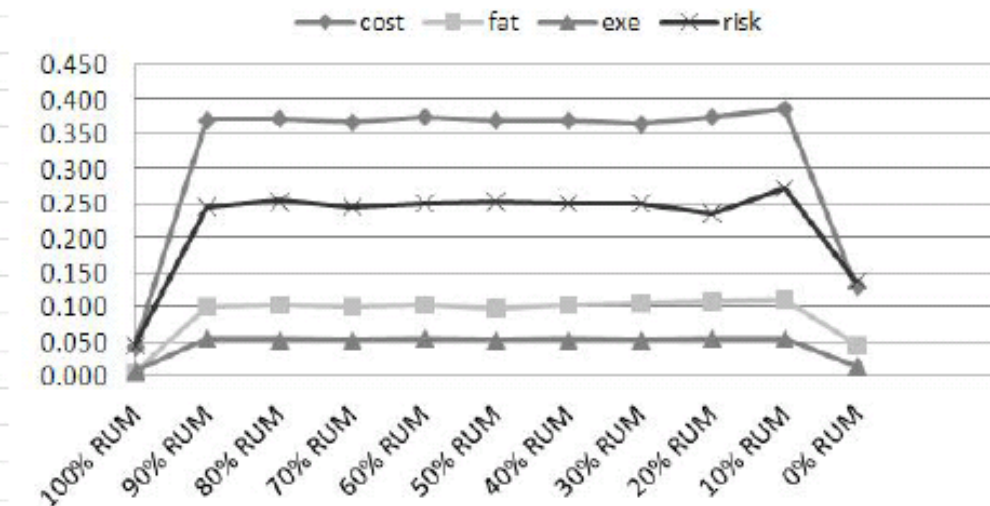 cost fat exe risk
0.450
0.400
0.350
0.300
0.250
0.200
0.150
0.100
0.050
0.000
100% RUM
90% RUM
80% RUM
70% RUM
60% RUM
50% RUM
40% RUM
30% RUM
20% RUM
10% RUM
0% RUM